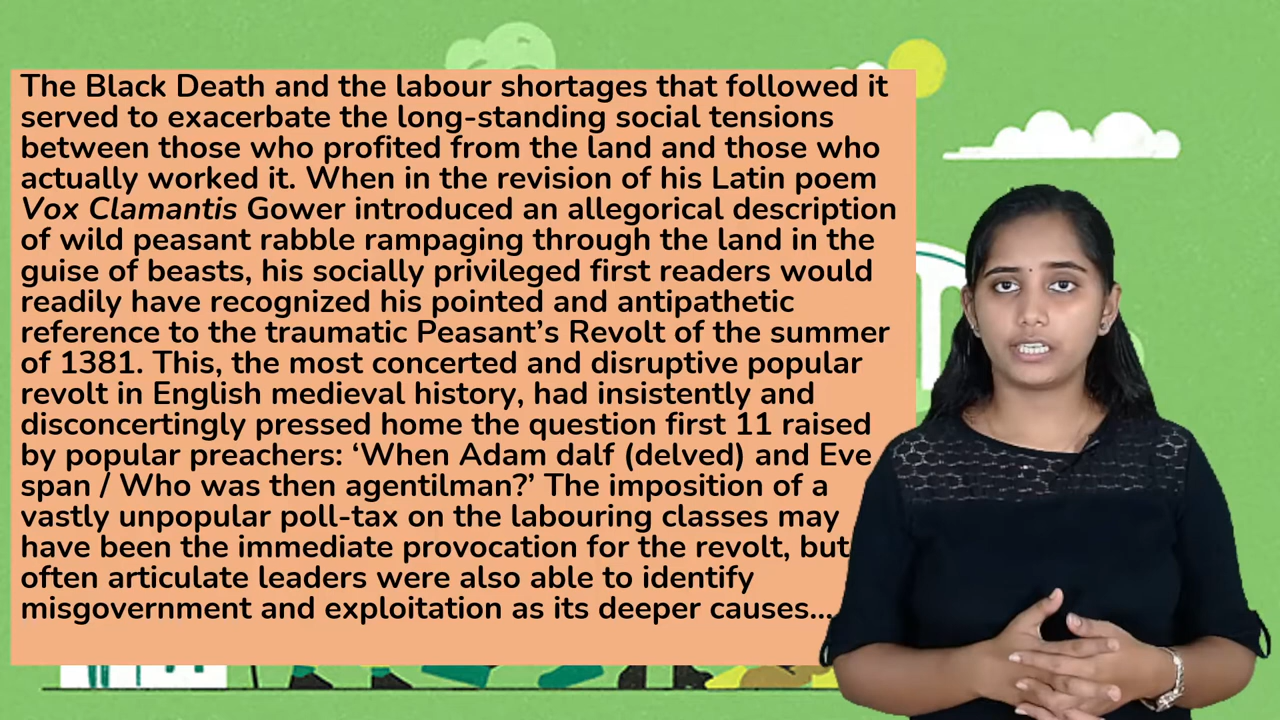 The Black Death and the labour shortages that followed it
served to exacerbate the long-standing social tensions
between those who profited from the land and those who
actually worked it. When in the revision of his Latin poem
Vox Clamantis Gower introduced an allegorical description
of wild peasant rabble rampaging through the land in the
guise of beasts, his socially privileged first readers would
readily have recognized his pointed and antipathetic
reference to the traumatic Peasant’s Revolt of the summer
of 1381. This, the most concerted and disruptive popular
revolt in English medieval history, had insistently and
disconcertingly pressed home the question first 11 raised
by popular preachers: ‘When Adam dalf (delved) and Eve
span / Who was then agentilman?’ The imposition of a
vastly unpopular poll-tax on the labouring classes may
have been the immediate provocation for the revolt, but
often articulate leaders were also able to identify
misgovernment and exploitation as its deeper causes...